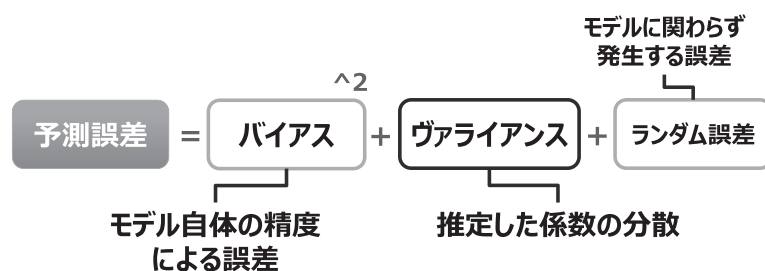 モデルに関わらず
発生する誤差
^2
予測誤差 = バイアス + ヴァライアンス + ランダム誤差
モデル自体の精度
による誤差
推定した係数の分散